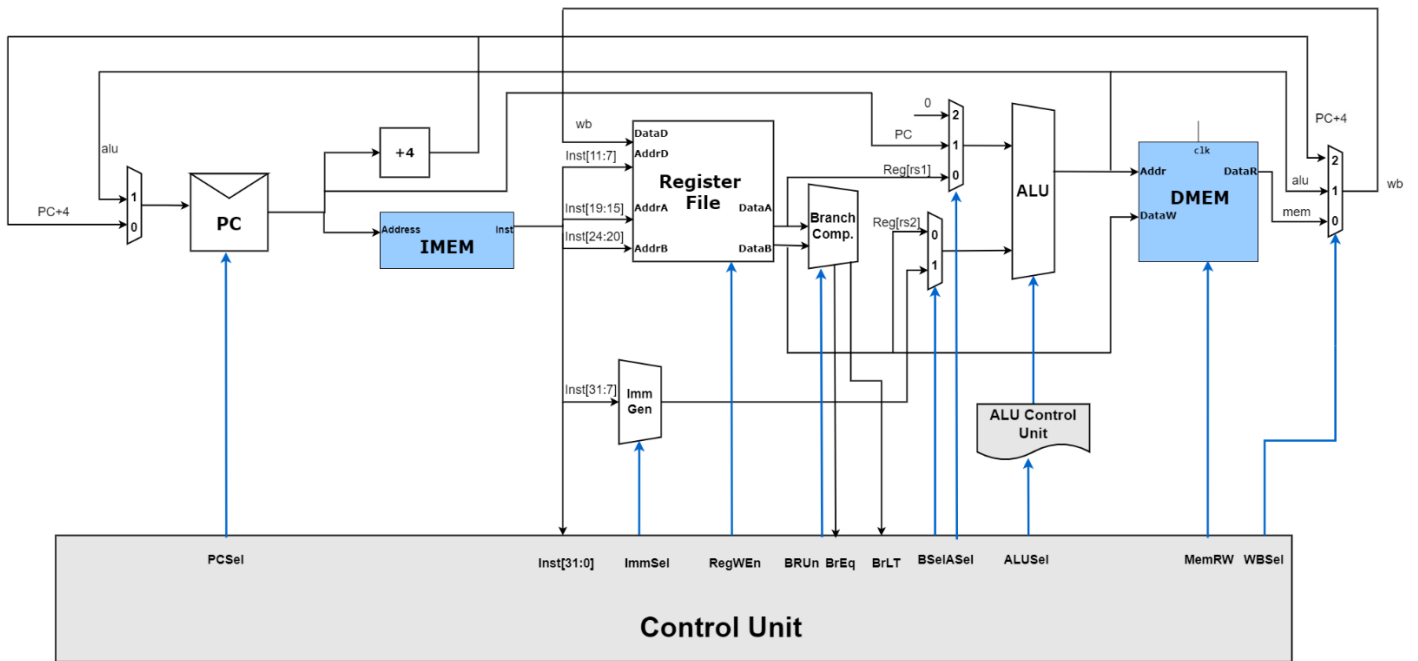 0
PC+4
clk
wb
DataD
AddrD
Inst[11:7]
Register
File
AddrA
Inst[19:15]
Inst[24:20]
AddrB
DataA
DataB
+4
alu
1
0
PC+4
PC
Address
IMEM
Inst
Branch
Comp.
PC
Reg[rs1]
2
1
0
Reg[rs2]
0
1
ALU
Addr
DataR
DMEM
DataW
alu
mem
2
1
0
wb
Inst[31:7]
Imm
Gen
ALU Control
Unit
PCSel
Inst[31:0]
ImmSel
RegWEn
BRUn
BrEq
BrLT
BSel
ASel
ALUSel
MemRW
WBSel
Control Unit